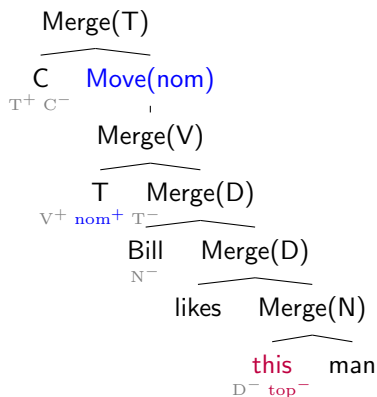 Merge(T)
C Move(nom)
T⁺ C⁻
Merge(V)
T Merge(D)
V⁺ nom⁺ T⁻
Bill Merge(D)
N⁻
likes Merge(N)
this man
D⁻ top⁻